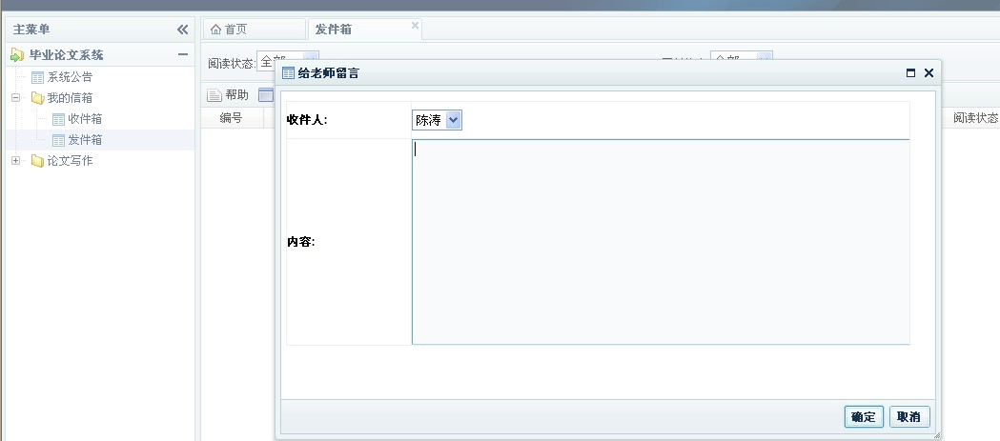 主菜单
毕业论文系统
系统公告
我的信箱
收件箱
发件箱
论文写作
首页
发件箱
阅读状态: 全部
全部
帮助
编号
阅读状态
给老师留言
收件人: 陈涛
内容:
确定 取消